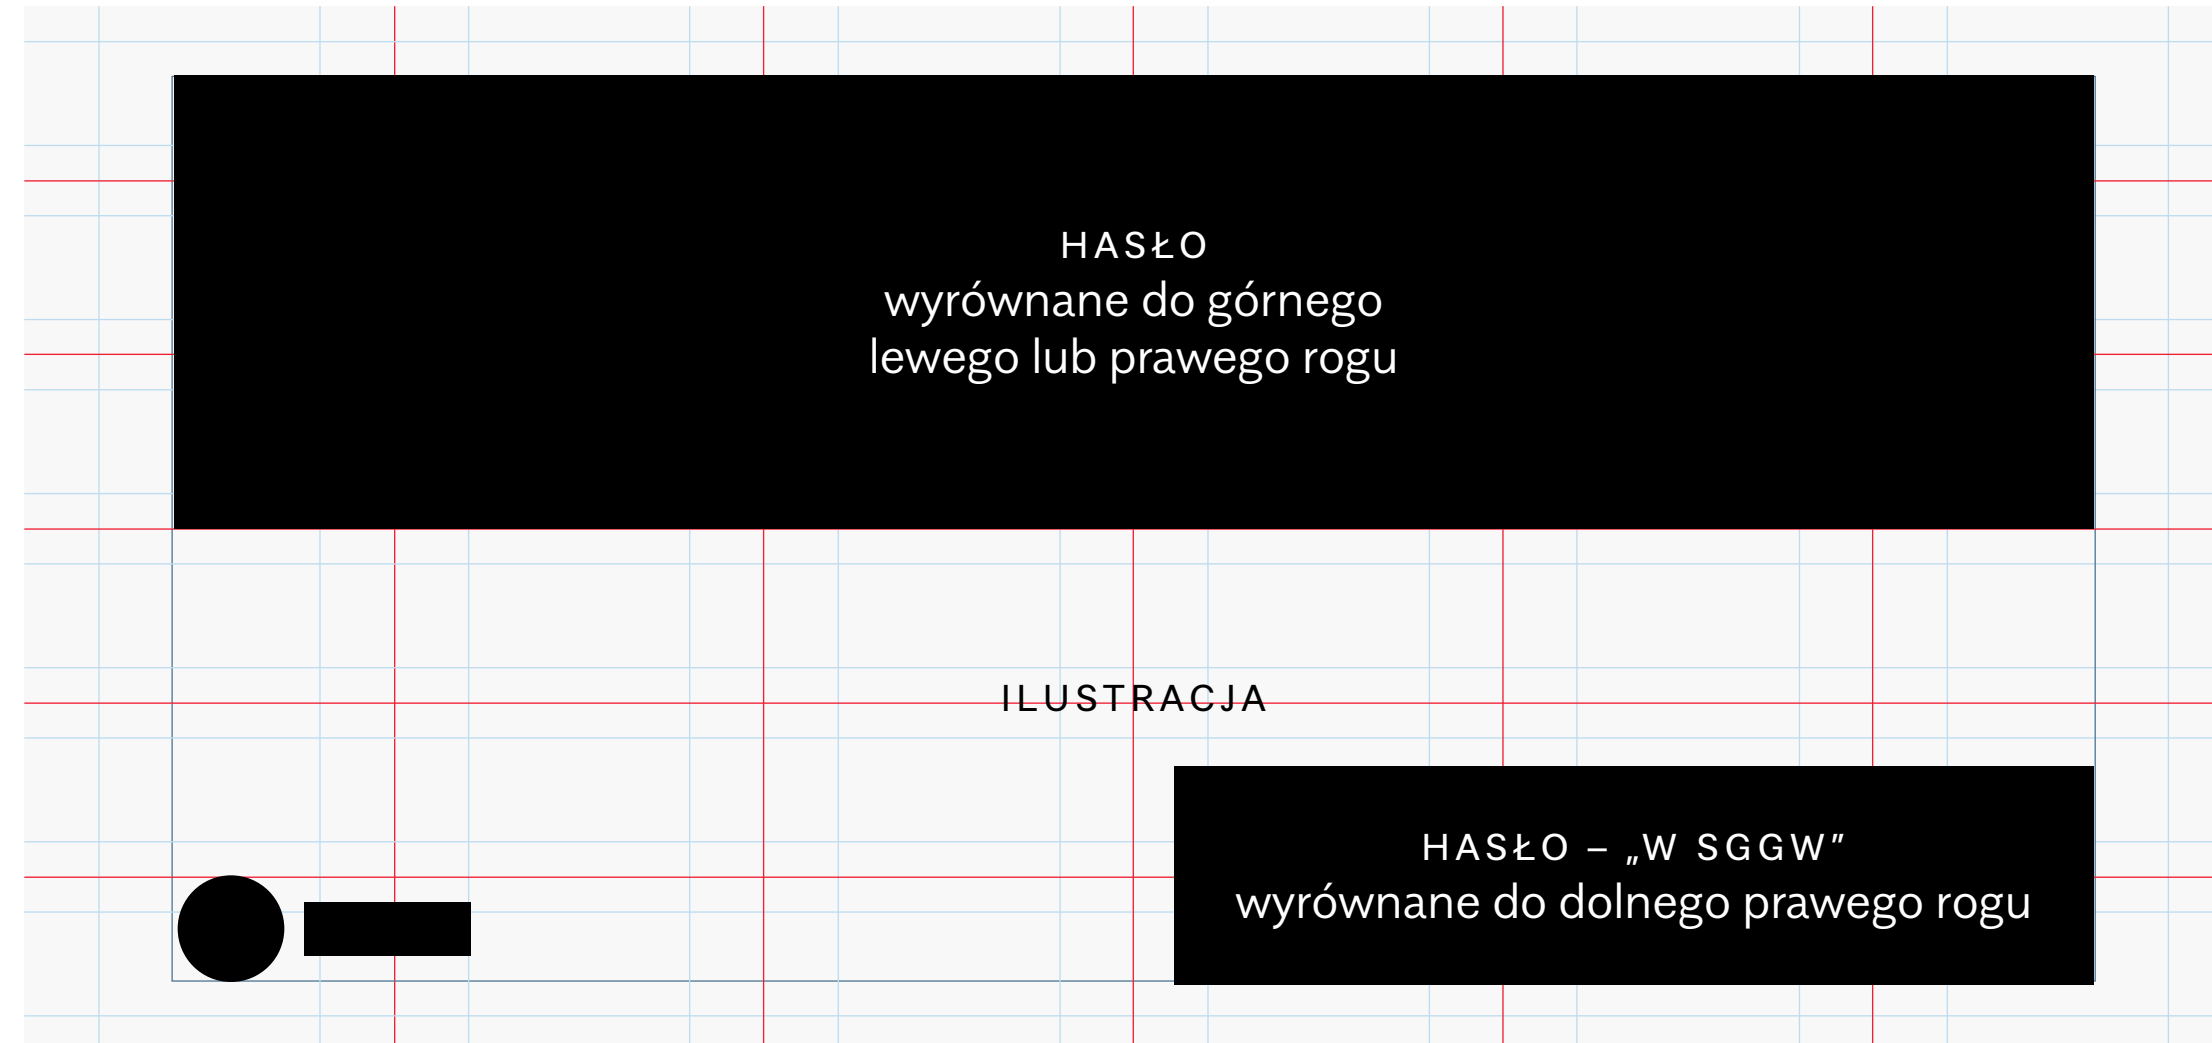 HASŁO
wyrównane do górnego
lewego lub prawego rogu
ILUSTRACJA
HASŁO – „W SGGW”
wyrównane do dolnego prawego rogu